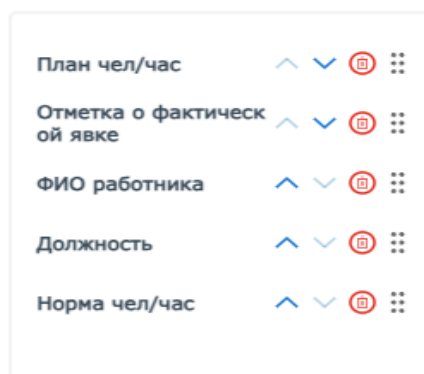 План чел/час
Отметка о фактическ
ой явке
ФИО работника
Должность
Норма чел/час